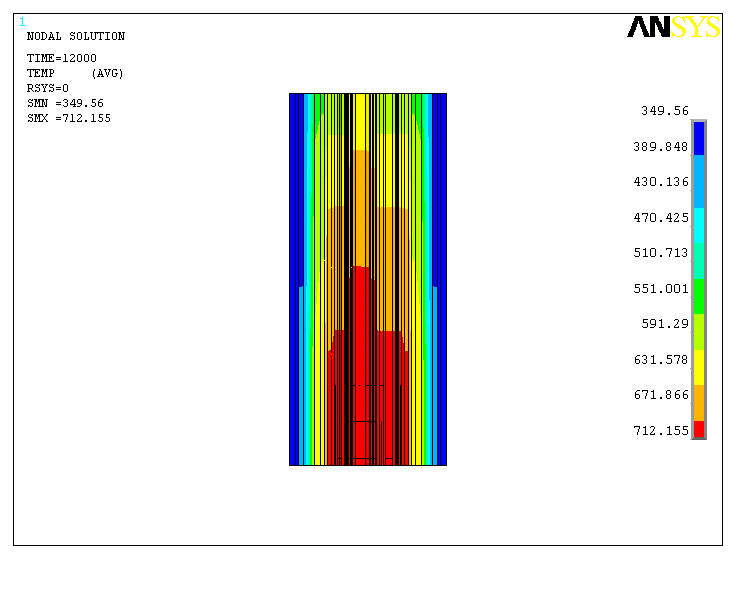 1
ANSYS
NODAL SOLUTION
TIME=12000
TEMP (AVG)
RSYS=0
SMN =349.56
SMX =712.155
349.56
389.848
430.136
470.425
510.713
551.001
591.29
631.578
671.866
712.155